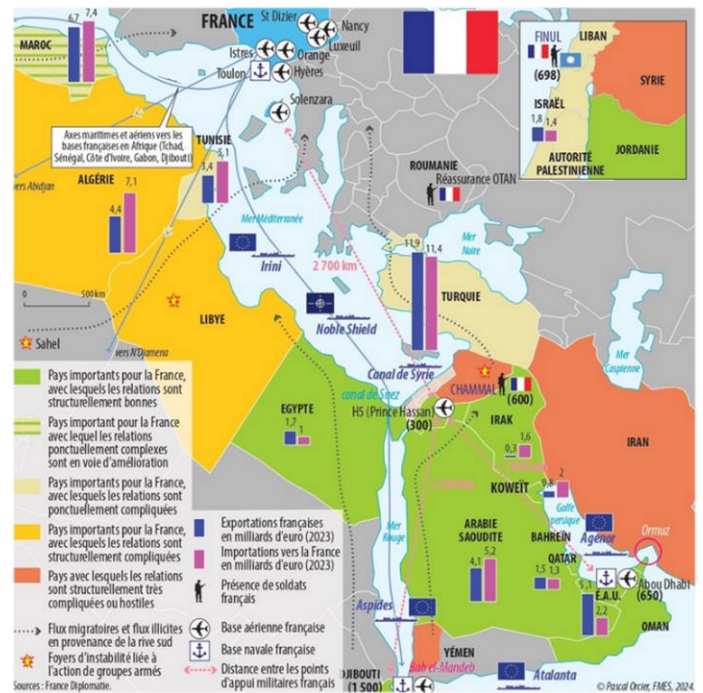 FRANCE
St Dizier
Nancy
Luxeuil
Istres
Orange
Toulon
Hyères
Solenzara
MAROC
6,7
7,4
Axes maritimes et aériens vers les
bases françaises en Afrique (Tchad,
Sénégal, Côte d'Ivoire, Gabon, Djibouti)
TUNISIE
3,4
5,1
ALGÉRIE
4,4
7,1
vers Abidjan
ROUMANIE
Réassurance OTAN
FINUL
(698)
LIBAN
SYRIE
ISRAËL
1,8
1,4
JORDANIE
AUTORITÉ
PALESTINIENNE
Mer Méditerranée
Irini
2 700 km
Mer
Noire
11,9
11,4
TURQUIE
Noble Shield
0
500 km
LIBYE
Sahel
vers N'Djamena
Mer
Caspienne
Canal de Syrie
canal de Suez
CHAMMAL
(600)
H5 (Prince Hassan)
(300)
IRAK
0,3
1,6
IRAN
EGYPTE
1,7
1
KOWEÏT
0,8
2
Golfe
persique
Mer
Rouge
ARABIE
SAOUDITE
4,1
5,2
BAHREÏN
Agenor
Ormuz
QATAR
1,5
1,3
Abou Dhabi
(650)
E.A.U.
5,1
2,2
OMAN
Aspides
YÉMEN
Bab el-Mandeb
Atalanta
DJIBOUTI
(1 500)
Pays importants pour la France,
avec lesquels les relations sont
structurellement bonnes
Pays important pour la France
avec lequel les relations
ponctuellement complexes
sont en voie d'amélioration
Pays importants pour la France,
avec lesquels les relations sont
ponctuellement compliquées
Pays importants pour la France,
avec lesquels les relations sont
structurellement compliquées
Pays avec lesquels les relations
sont structurellement très
compliquées ou hostiles
Flux migratoires et flux illicites
en provenance de la rive sud
Foyers d'instabilité liée à
l'action de groupes armés
Exportations françaises
en milliards d'euro (2023)
Importations vers la France
en milliards d'euro (2023)
Présence de soldats
français
Base aérienne française
Base navale française
Distance entre les points
d'appui militaires français
Sources : France Diplomatie.
© Pascal Orcier, FMES, 2024